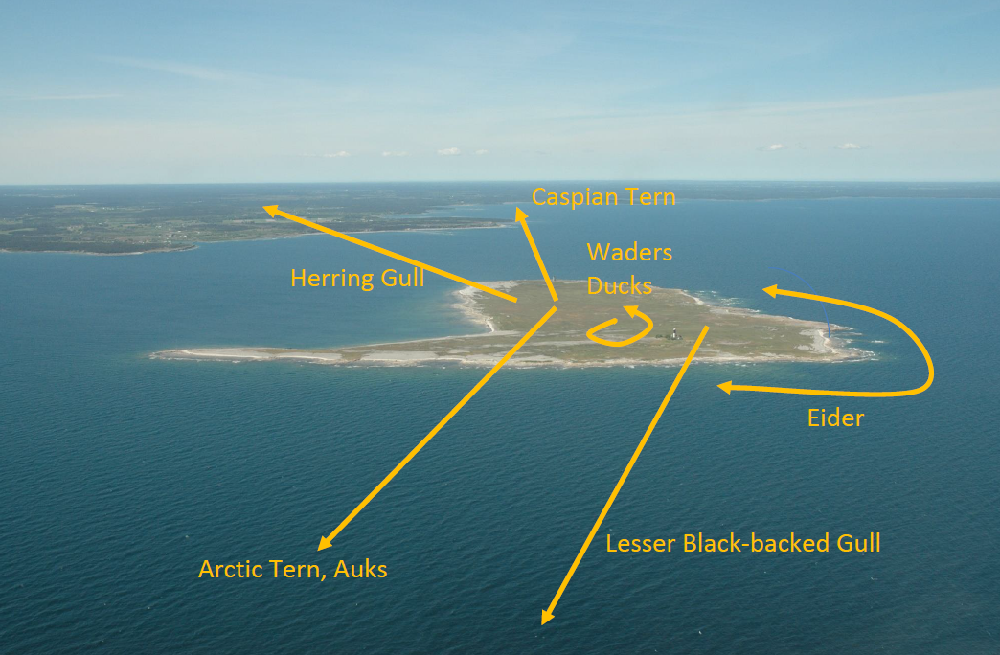 Caspian Tern
Waders
Ducks
Herring Gull
Eider
Lesser Black-backed Gull
Arctic Tern, Auks